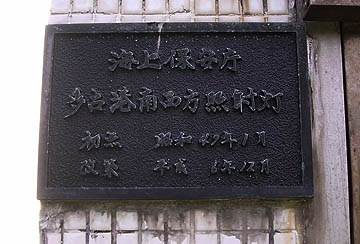 海上保安庁
多古港南西方照射灯
初点 昭和49年1月
改築 平成 6年12月